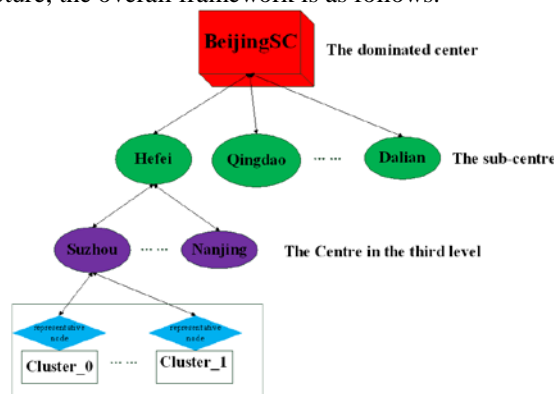 ture, the overall framework is as follows:
BeijingSC
The dominated center
Hefei
Qingdao
... ...
Dalian
The sub-centre
Suzhou
... ...
Nanjing
The Centre in the third level
representative
node
representative
node
Cluster_0
... ...
Cluster_1